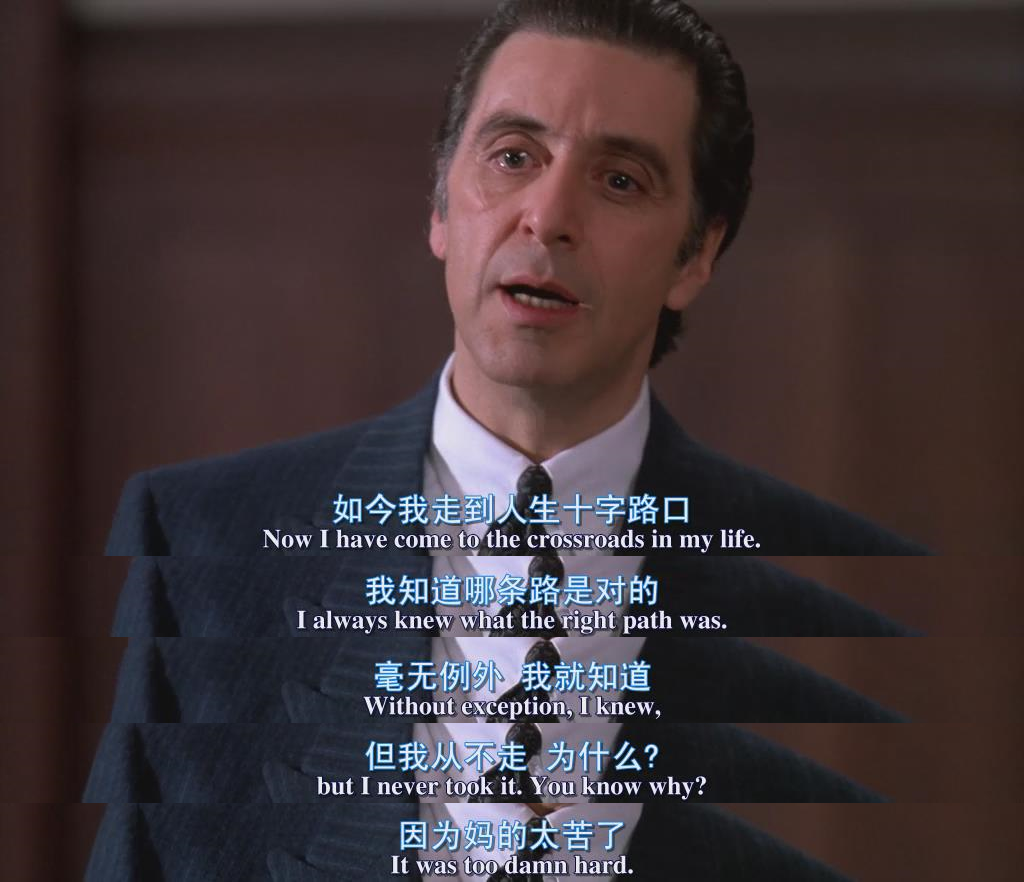 如今我走到人生十字路口
Now I have come to the crossroads in my life.
我知道哪条路是对的
I always knew what the right path was.
毫无例外 我就知道
Without exception, I knew,
但我从不走 为什么?
but I never took it. You know why?
因为妈的太苦了
It was too damn hard.